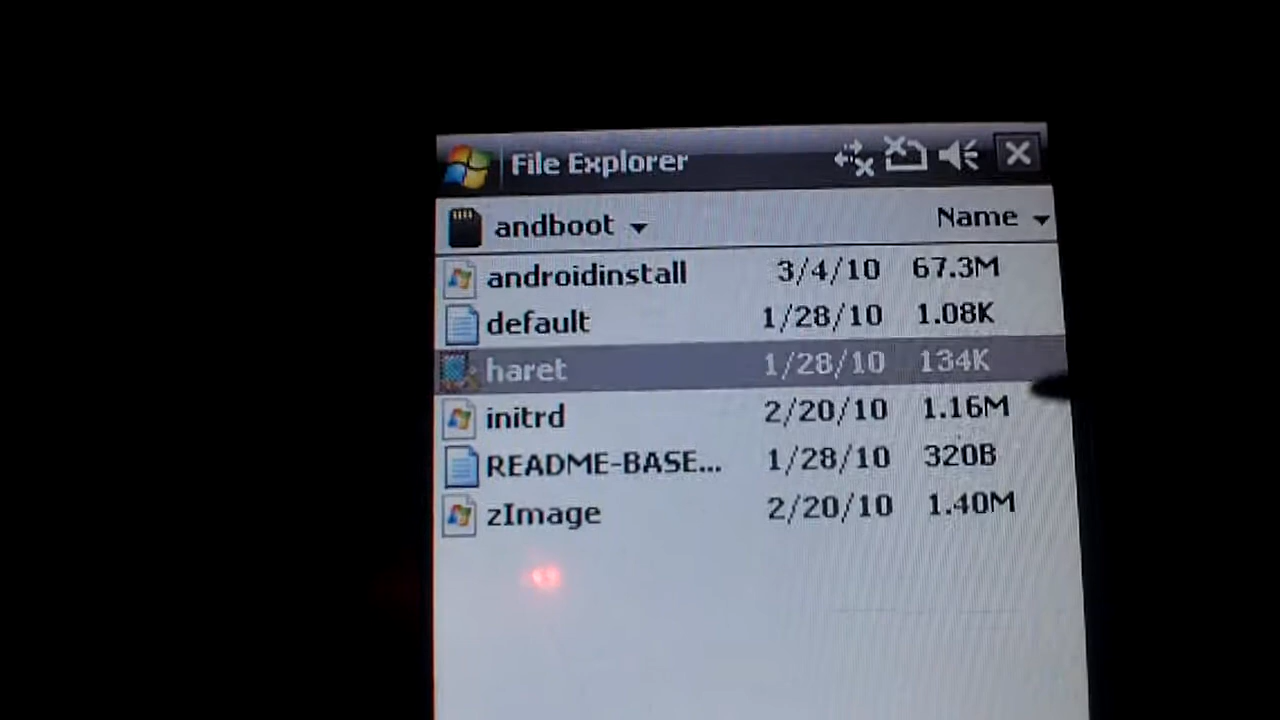 File Explorer
andboot Name
androidinstall 3/4/10 67.3M
default 1/28/10 1.08K
haret 1/28/10 134K
initrd 2/20/10 1.16M
README-BASE... 1/28/10 320B
zImage 2/20/10 1.40M